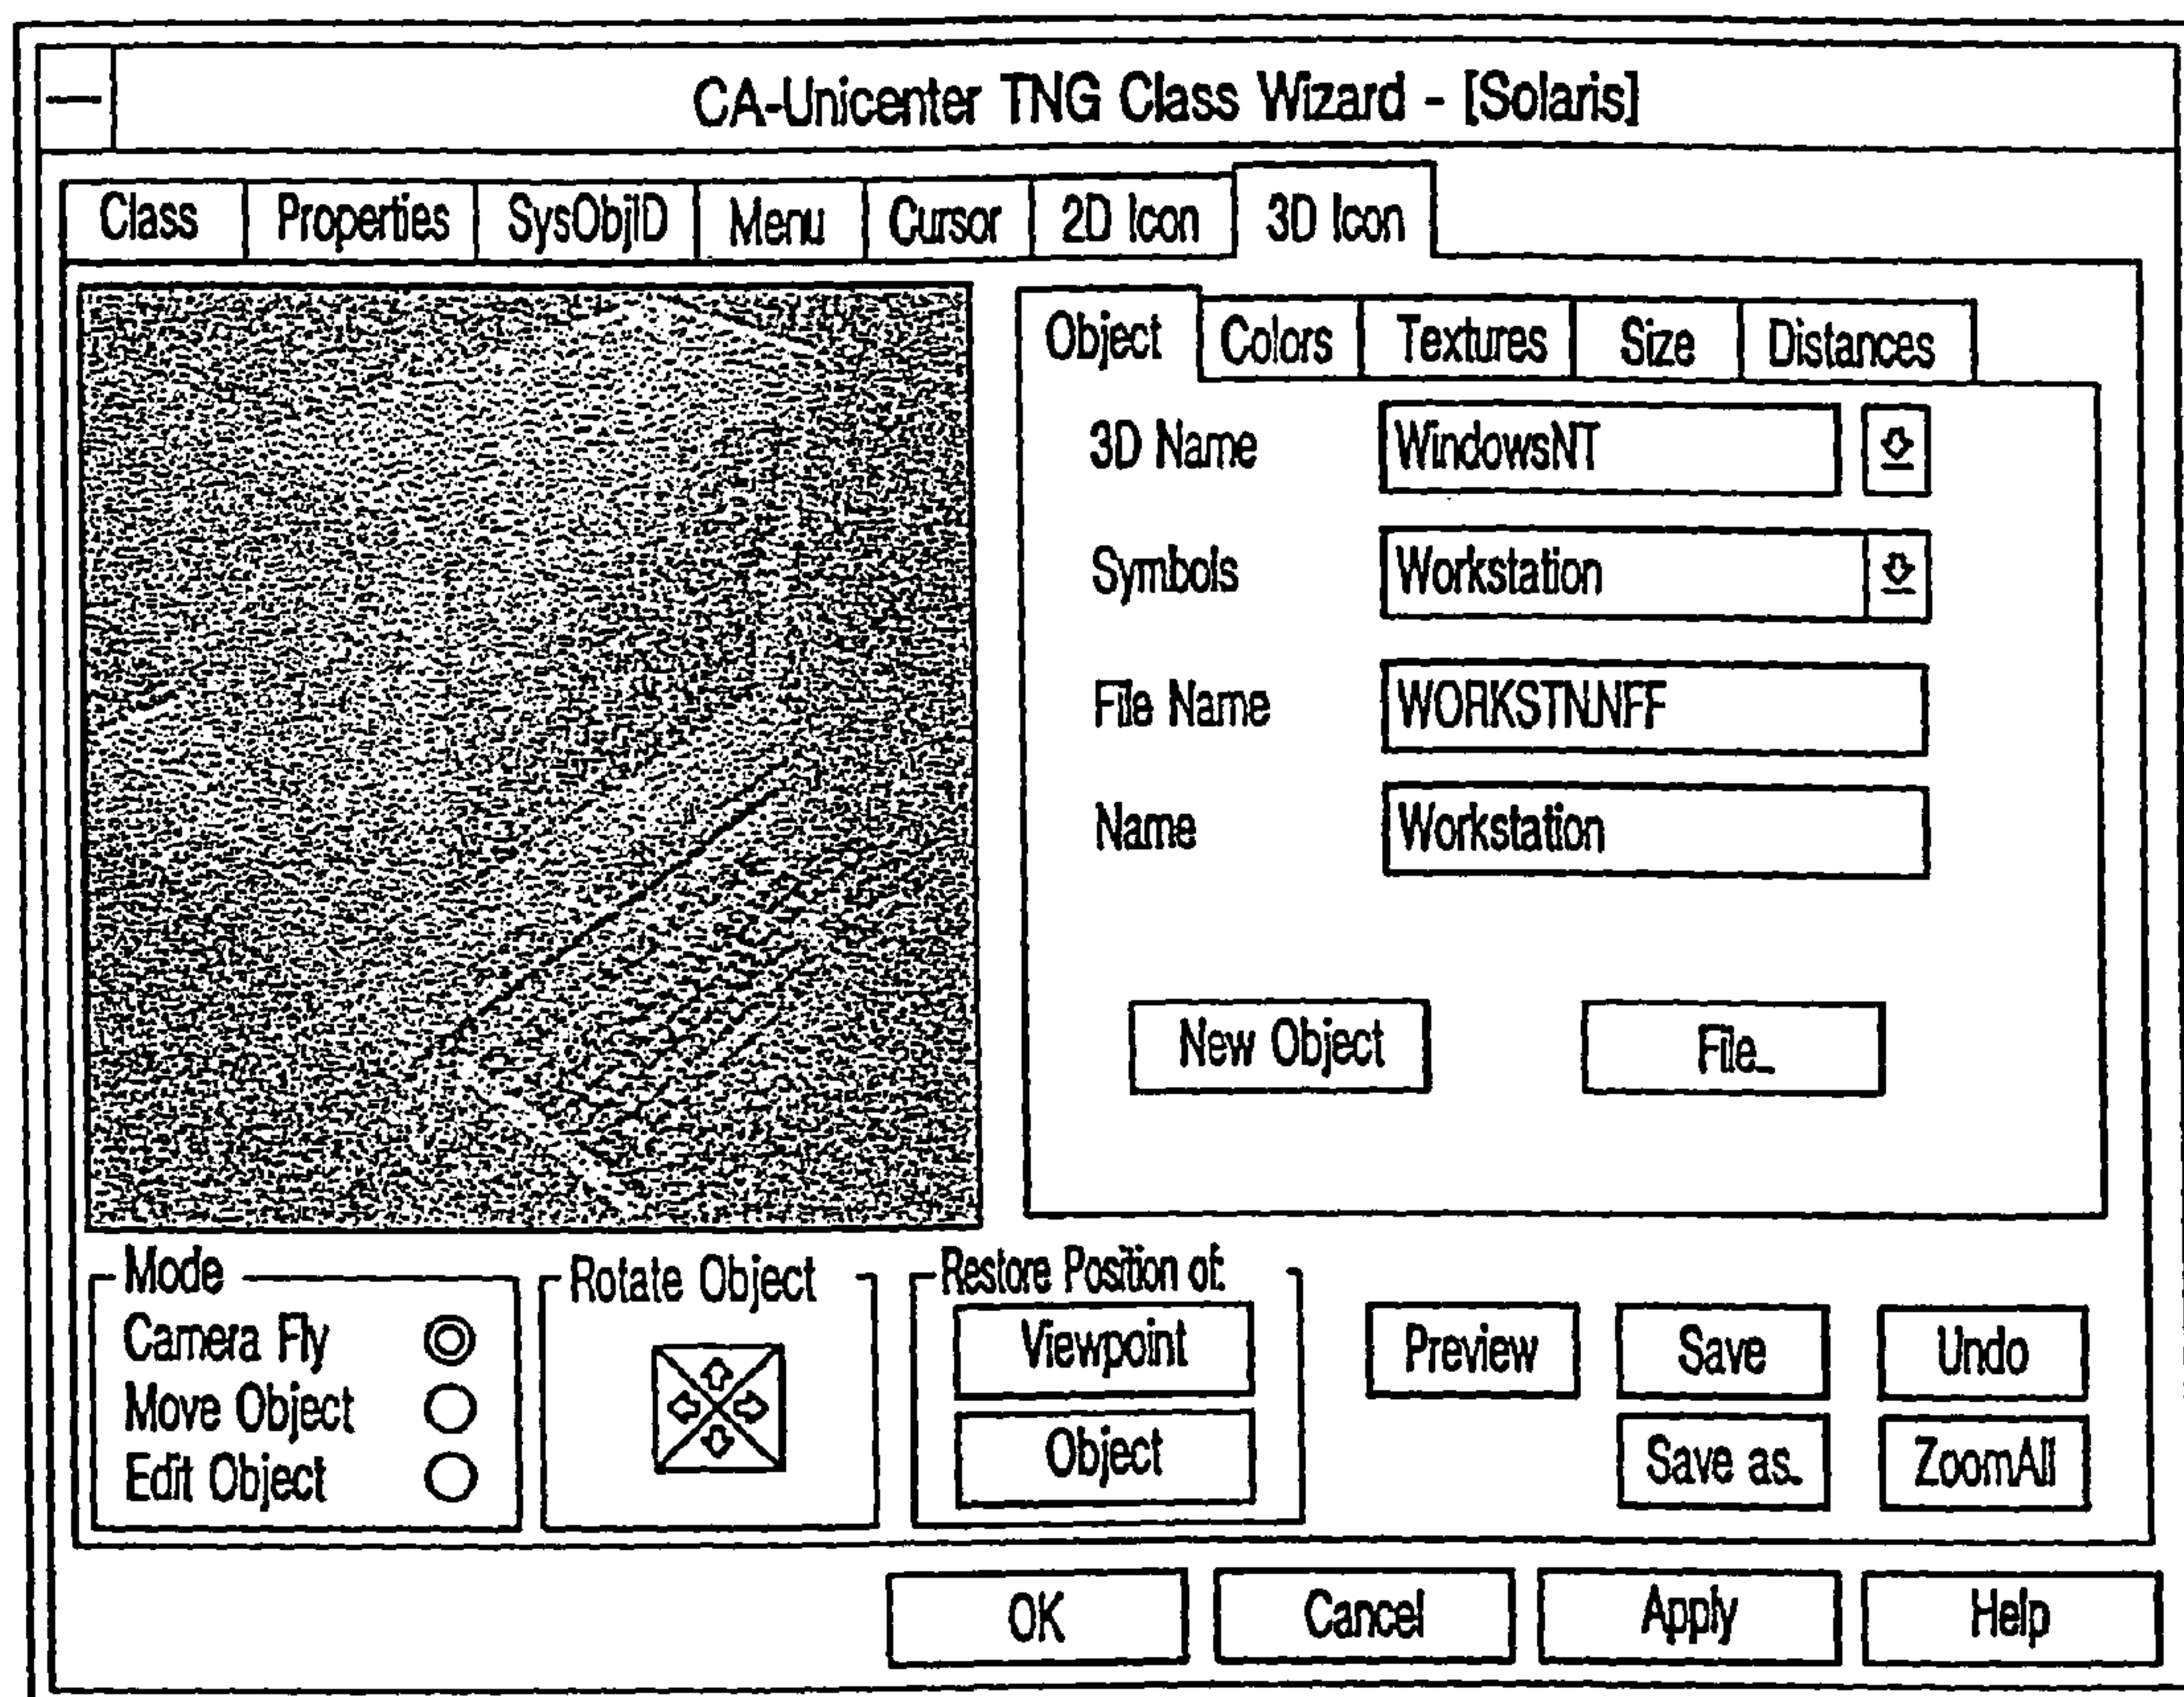 CA-Unicenter TNG Class Wizard - [Solaris]
Class Properties SysObjID Menu Cursor 2D Icon 3D Icon
Object Colors Textures Size Distances
3D Name WindowsNT
Symbols Workstation
File Name WORKSTN.NFF
Name Workstation
New Object File...
Mode
Camera Fly
Move Object
Edit Object
Rotate Object
Restore Position of:
Viewpoint
Object
Preview Save Undo
Save as... ZoomAll
OK Cancel Apply Help